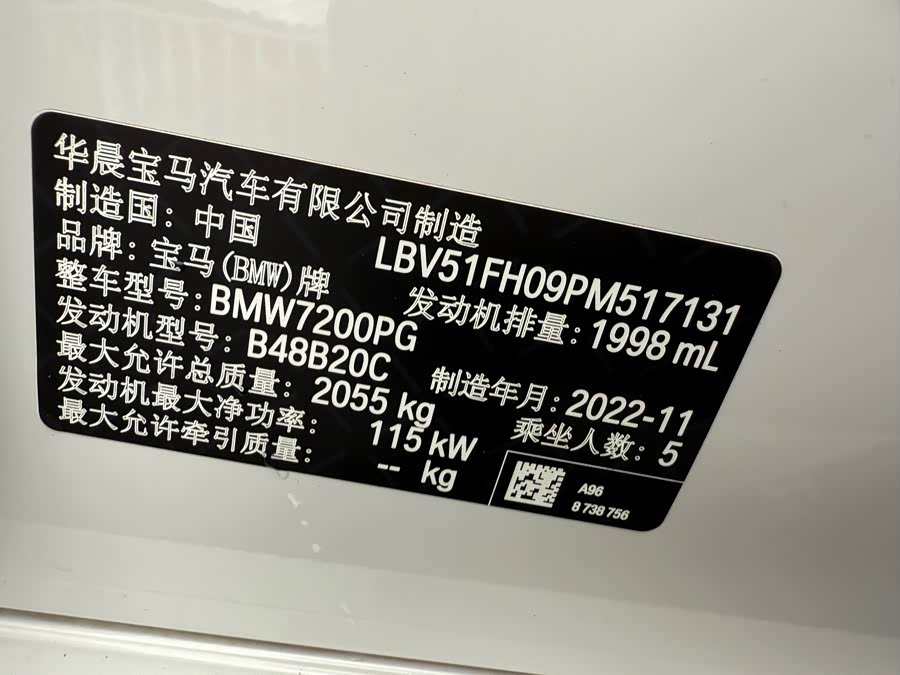 华晨宝马汽车有限公司制造
制造国：中国
LBV51FH09PM517131
品牌：宝马(BMW)牌
发动机排量：1998 mL
整车型号：BMW7200PG
发动机型号：B48B20C
制造年月：2022-11
最大允许总质量：2055 kg
乘坐人数：5
发动机最大净功率：115 kW
最大允许牵引质量：-- kg
A96
8 738 756